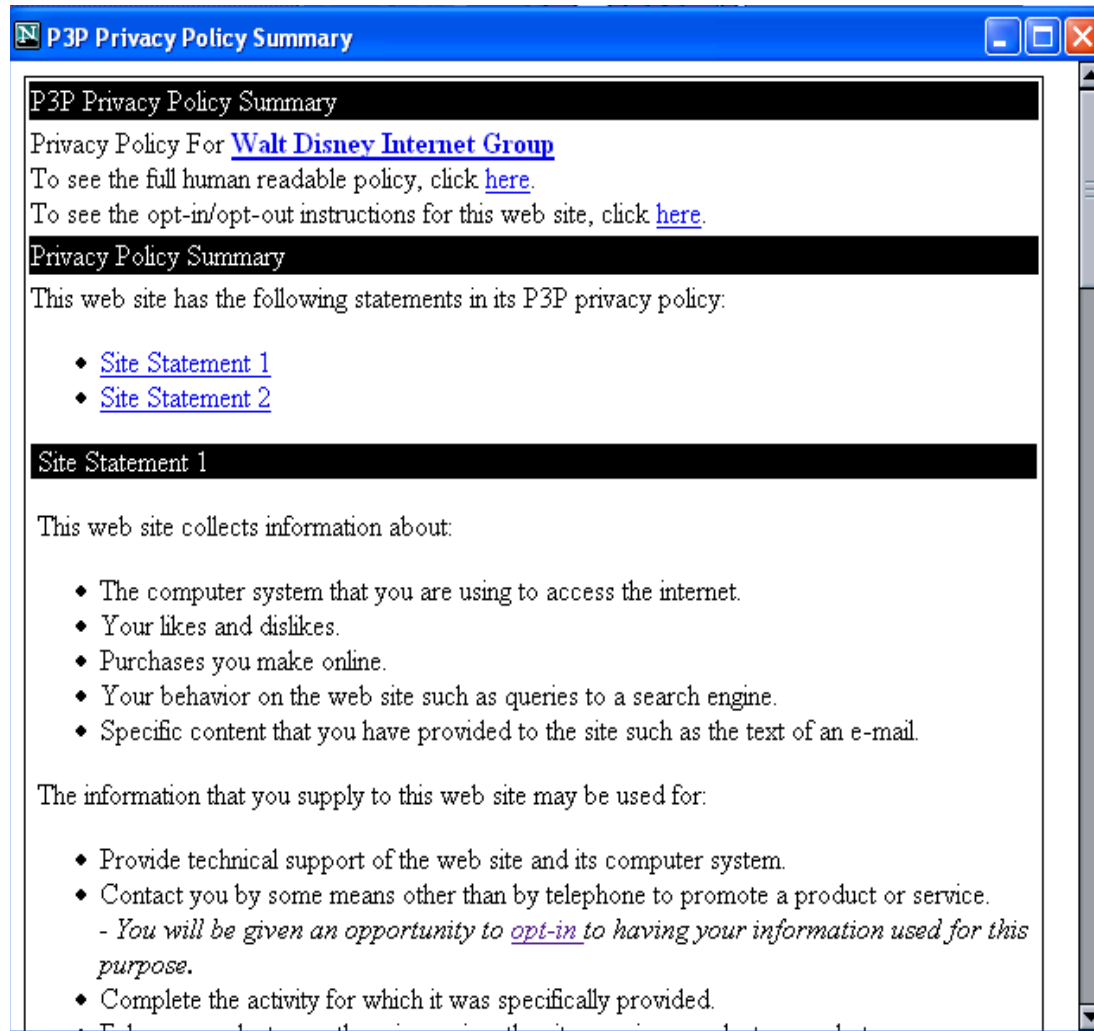 N P3P Privacy Policy Summary
P3P Privacy Policy Summary
Privacy Policy For Walt Disney Internet Group
To see the full human readable policy, click here.
To see the opt-in/opt-out instructions for this web site, click here.
Privacy Policy Summary
This web site has the following statements in its P3P privacy policy:
• Site Statement 1
• Site Statement 2
Site Statement 1
This web site collects information about:
• The computer system that you are using to access the internet.
• Your likes and dislikes.
• Purchases you make online.
• Your behavior on the web site such as queries to a search engine.
• Specific content that you have provided to the site such as the text of an e-mail.
The information that you supply to this web site may be used for:
• Provide technical support of the web site and its computer system.
• Contact you by some means other than by telephone to promote a product or service.
- You will be given an opportunity to opt-in to having your information used for this
purpose.
• Complete the activity for which it was specifically provided.